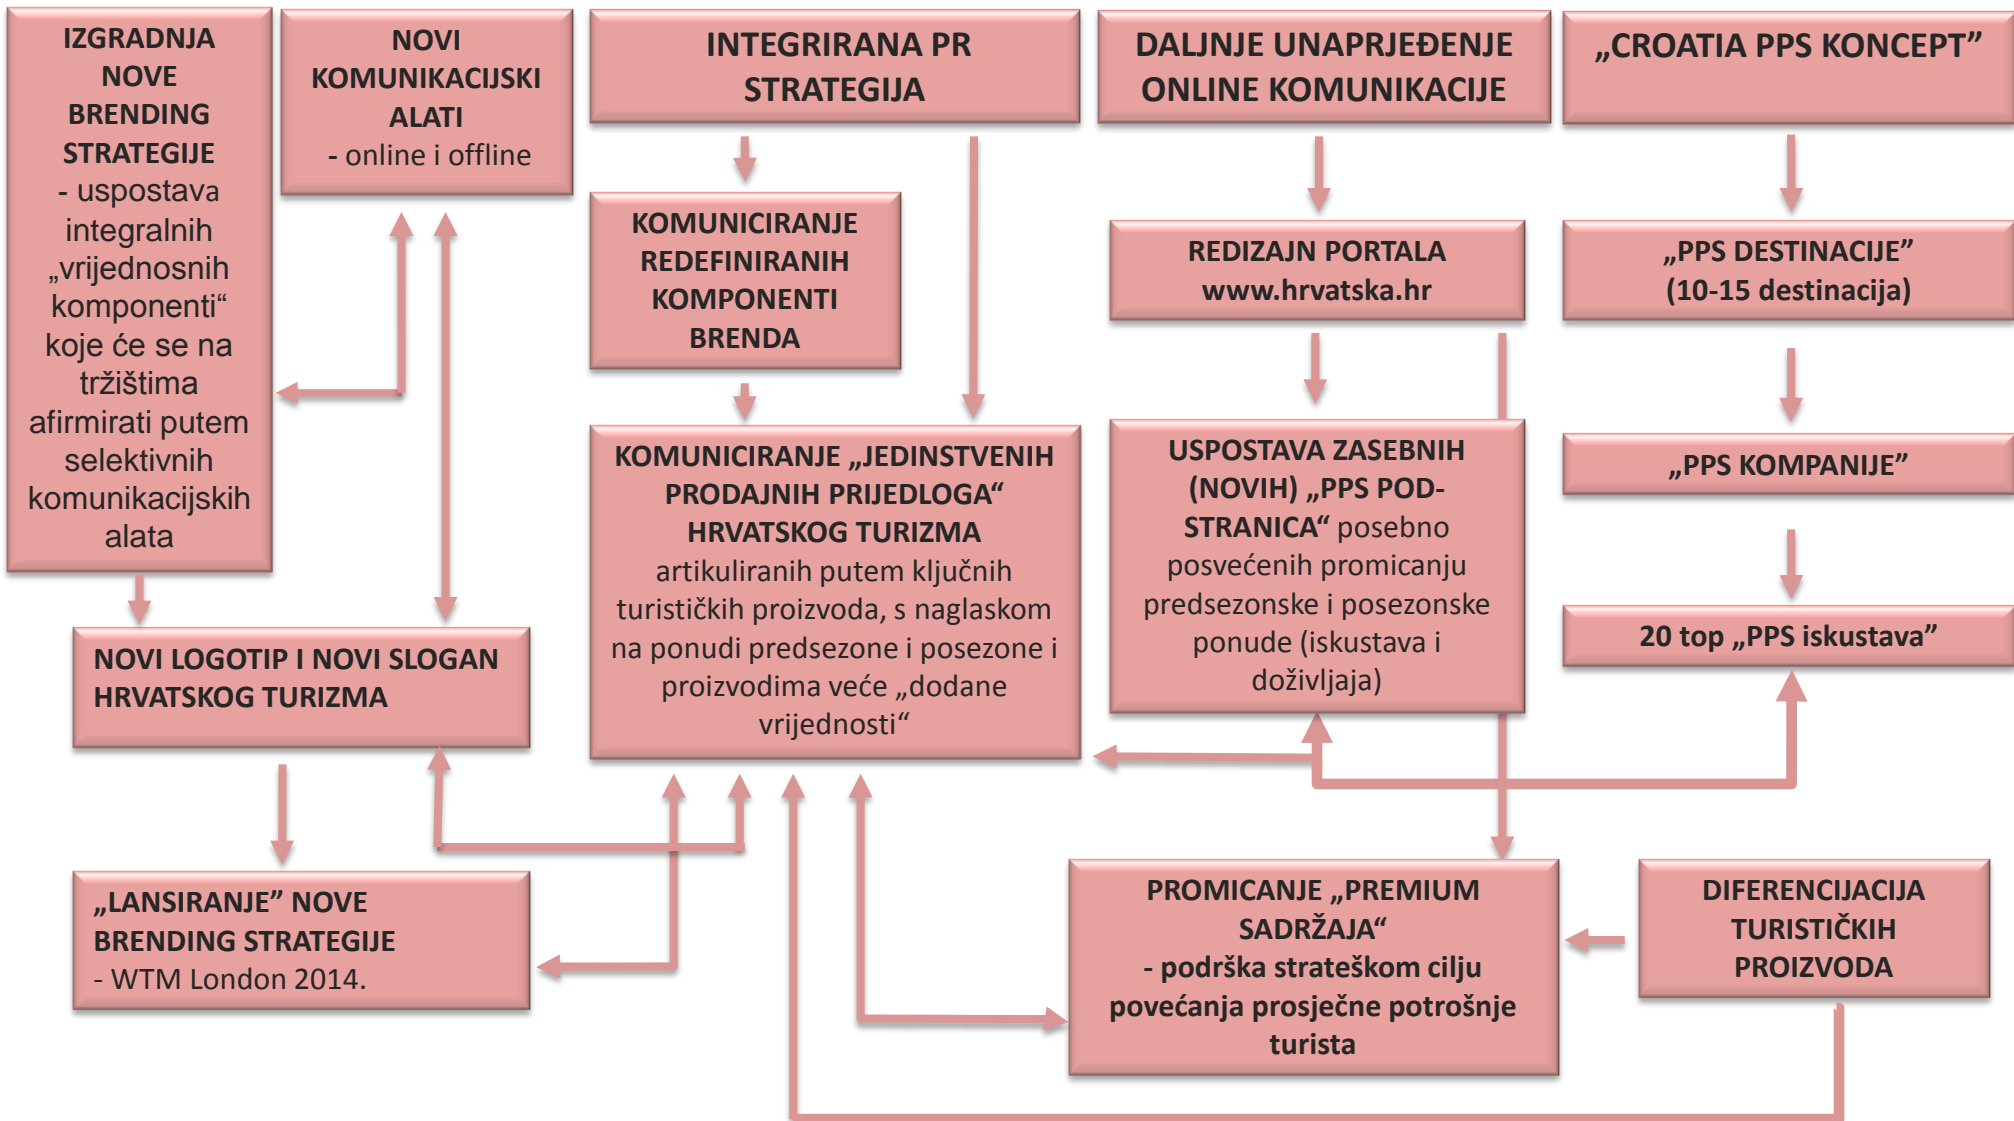 IZGRADNJA
NOVE
BRENDING
STRATEGIJE
- uspostava
integralnih
„vrijednosnih
komponenti“
koje će se na
tržištima
afirmirati putem
selektivnih
komunikacijskih
alata
NOVI
KOMUNIKACIJSKI
ALATI
- online i offline
INTEGRIRANA PR
STRATEGIJA
DALJNJE UNAPRJEĐENJE
ONLINE KOMUNIKACIJE
„CROATIA PPS KONCEPT”
KOMUNICIRANJE
REDEFINIRANIH
KOMPONENTI
BRENDA
REDIZAJN PORTALA
www.hrvatska.hr
„PPS DESTINACIJE”
(10-15 destinacija)
KOMUNICIRANJE „JEDINSTVENIH
PRODAJNIH PRIJEDLOGA“
HRVATSKOG TURIZMA
artikuliranih putem ključnih
turističkih proizvoda, s naglaskom
na ponudi predsezone i posezone i
proizvodima veće „dodane
vrijednosti“
USPOSTAVA ZASEBNIH
(NOVIH) „PPS POD-
STRANICA“ posebno
posvećenih promicanju
predsezonske i posezonske
ponude (iskustava i
doživljaja)
„PPS KOMPANIJE”
20 top „PPS iskustava”
NOVI LOGOTIP I NOVI SLOGAN
HRVATSKOG TURIZMA
„LANSIRANJE” NOVE
BRENDING STRATEGIJE
- WTM London 2014.
PROMICANJE „PREMIUM
SADRŽAJA“
- podrška strateškom cilju
povećanja prosječne potrošnje
turista
DIFERENCIJACIJA
TURISTIČKIH
PROIZVODA